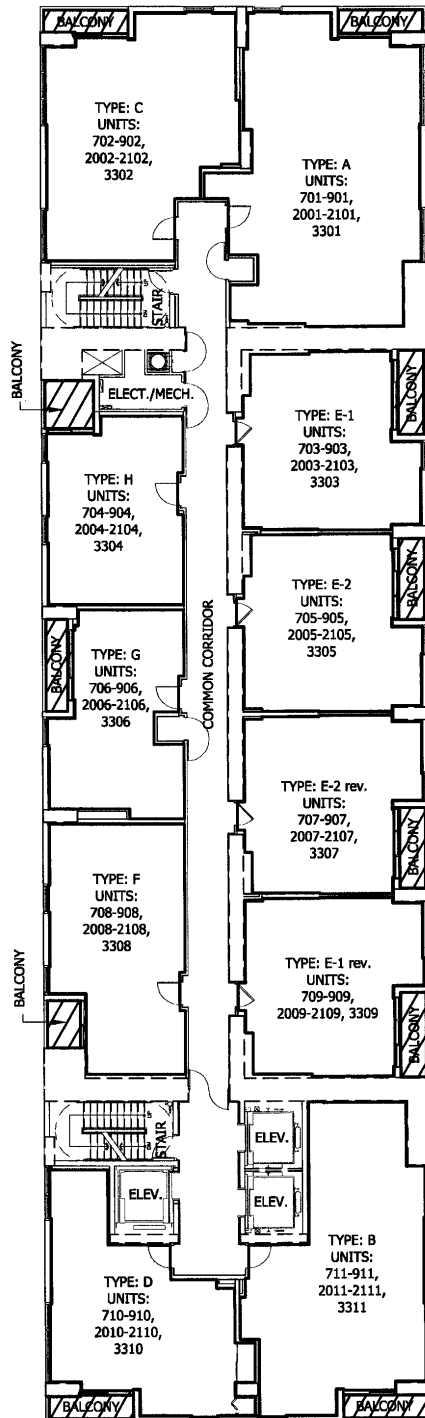 BALCONY
BALCONY
TYPE: C
UNITS:
702-902,
2002-2102,
3302
TYPE: A
UNITS:
701-901,
2001-2101,
3301
UP
DN
STAIR
BALCONY
ELECT./MECH.
TYPE: E-1
UNITS:
703-903,
2003-2103,
3303
BALCONY
TYPE: H
UNITS:
704-904,
2004-2104,
3304
TYPE: E-2
UNITS:
705-905,
2005-2105,
3305
BALCONY
COMMON CORRIDOR
BALCONY
TYPE: G
UNITS:
706-906,
2006-2106,
3306
TYPE: E-2 rev.
UNITS:
707-907,
2007-2107,
3307
BALCONY
TYPE: F
UNITS:
708-908,
2008-2108,
3308
BALCONY
TYPE: E-1 rev.
UNITS:
709-909,
2009-2109, 3309
BALCONY
UP
DN
STAIR
ELEV.
ELEV.
ELEV.
TYPE: D
UNITS:
710-910,
2010-2110,
3310
TYPE: B
UNITS:
711-911,
2011-2111,
3311
BALCONY
BALCONY